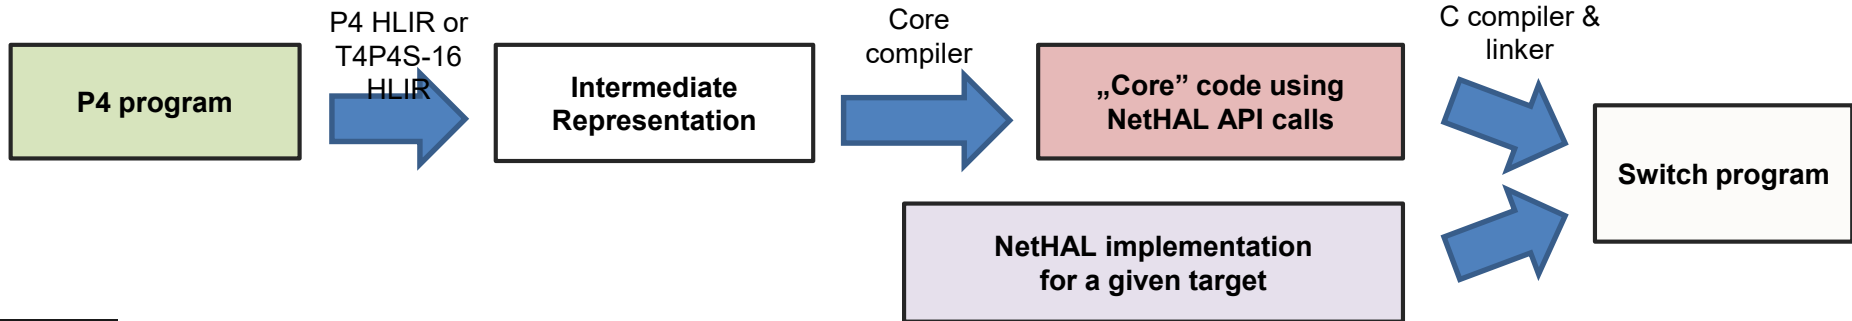 P4 HLIR or
T4P4S-16
HLIR
Core
compiler
C compiler &
linker
P4 program
Intermediate
Representation
„Core” code using
NetHAL API calls
Switch program
NetHAL implementation
for a given target